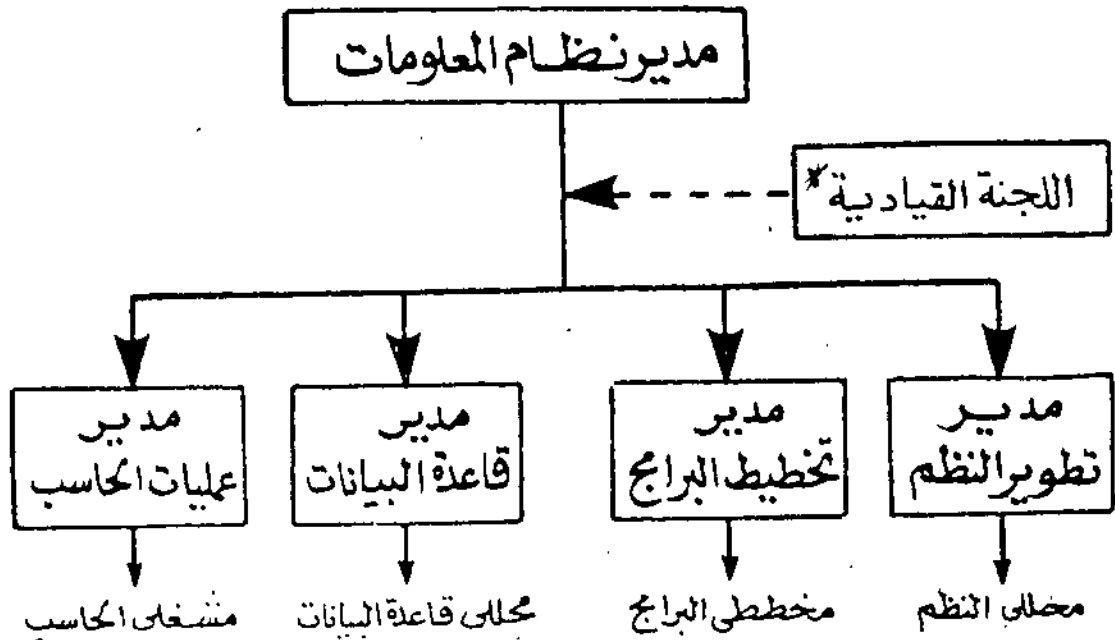 مدير نظام المعلومات
اللجنة القيادية*
مدير
تطوير النظم
مدير
تخطيط البرامج
مدير
قاعدة البيانات
مدير
عمليات الحاسب
محللي النظم
مخططي البرامج
محللي قاعدة البيانات
مشغلي الحاسب